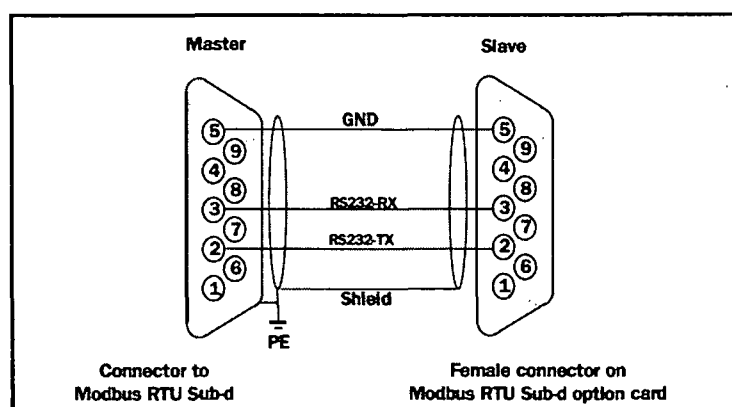 Master
Slave
GND
5
9
4
8
3
7
2
6
1
RS232-RX
RS232-TX
Shield
PE
5
9
4
8
3
7
2
6
1
Connector to
Modbus RTU Sub-d
Female connector on
Modbus RTU Sub-d option card